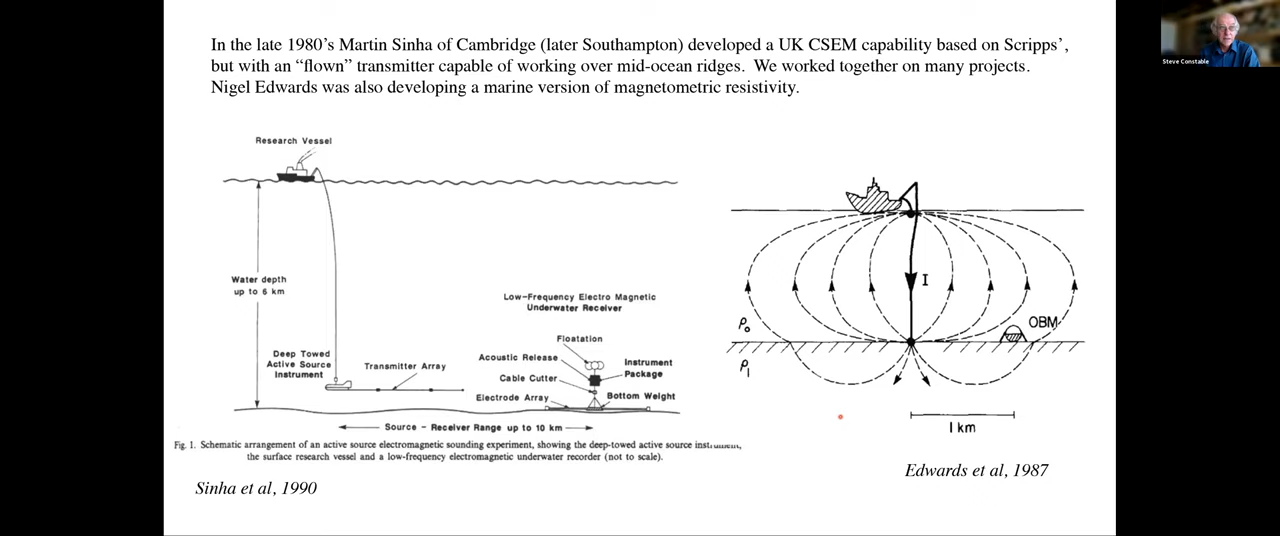 In the late 1980's Martin Sinha of Cambridge (later Southampton) developed a UK CSEM capability based on Scripps',
but with an "flown" transmitter capable of working over mid-ocean ridges. We worked together on many projects.
Nigel Edwards was also developing a marine version of magnetometric resistivity.
Steve Constable
Research Vessel
Water depth
up to 6 km
Low-Frequency Electro Magnetic
Underwater Receiver
Floatation
Acoustic Release
Instrument
Package
Cable Cutter
Electrode Array
Bottom Weight
Deep Towed
Active Source
Instrument
Transmitter Array
Source - Receiver Range up to 10 km
Fig. 1. Schematic arrangement of an active source electromagnetic sounding experiment, showing the deep-towed active source instrument,
the surface research vessel and a low-frequency electromagnetic underwater recorder (not to scale).
Sinha et al, 1990
I
ρ₀
OBM
ρ₁
1 km
Edwards et al, 1987